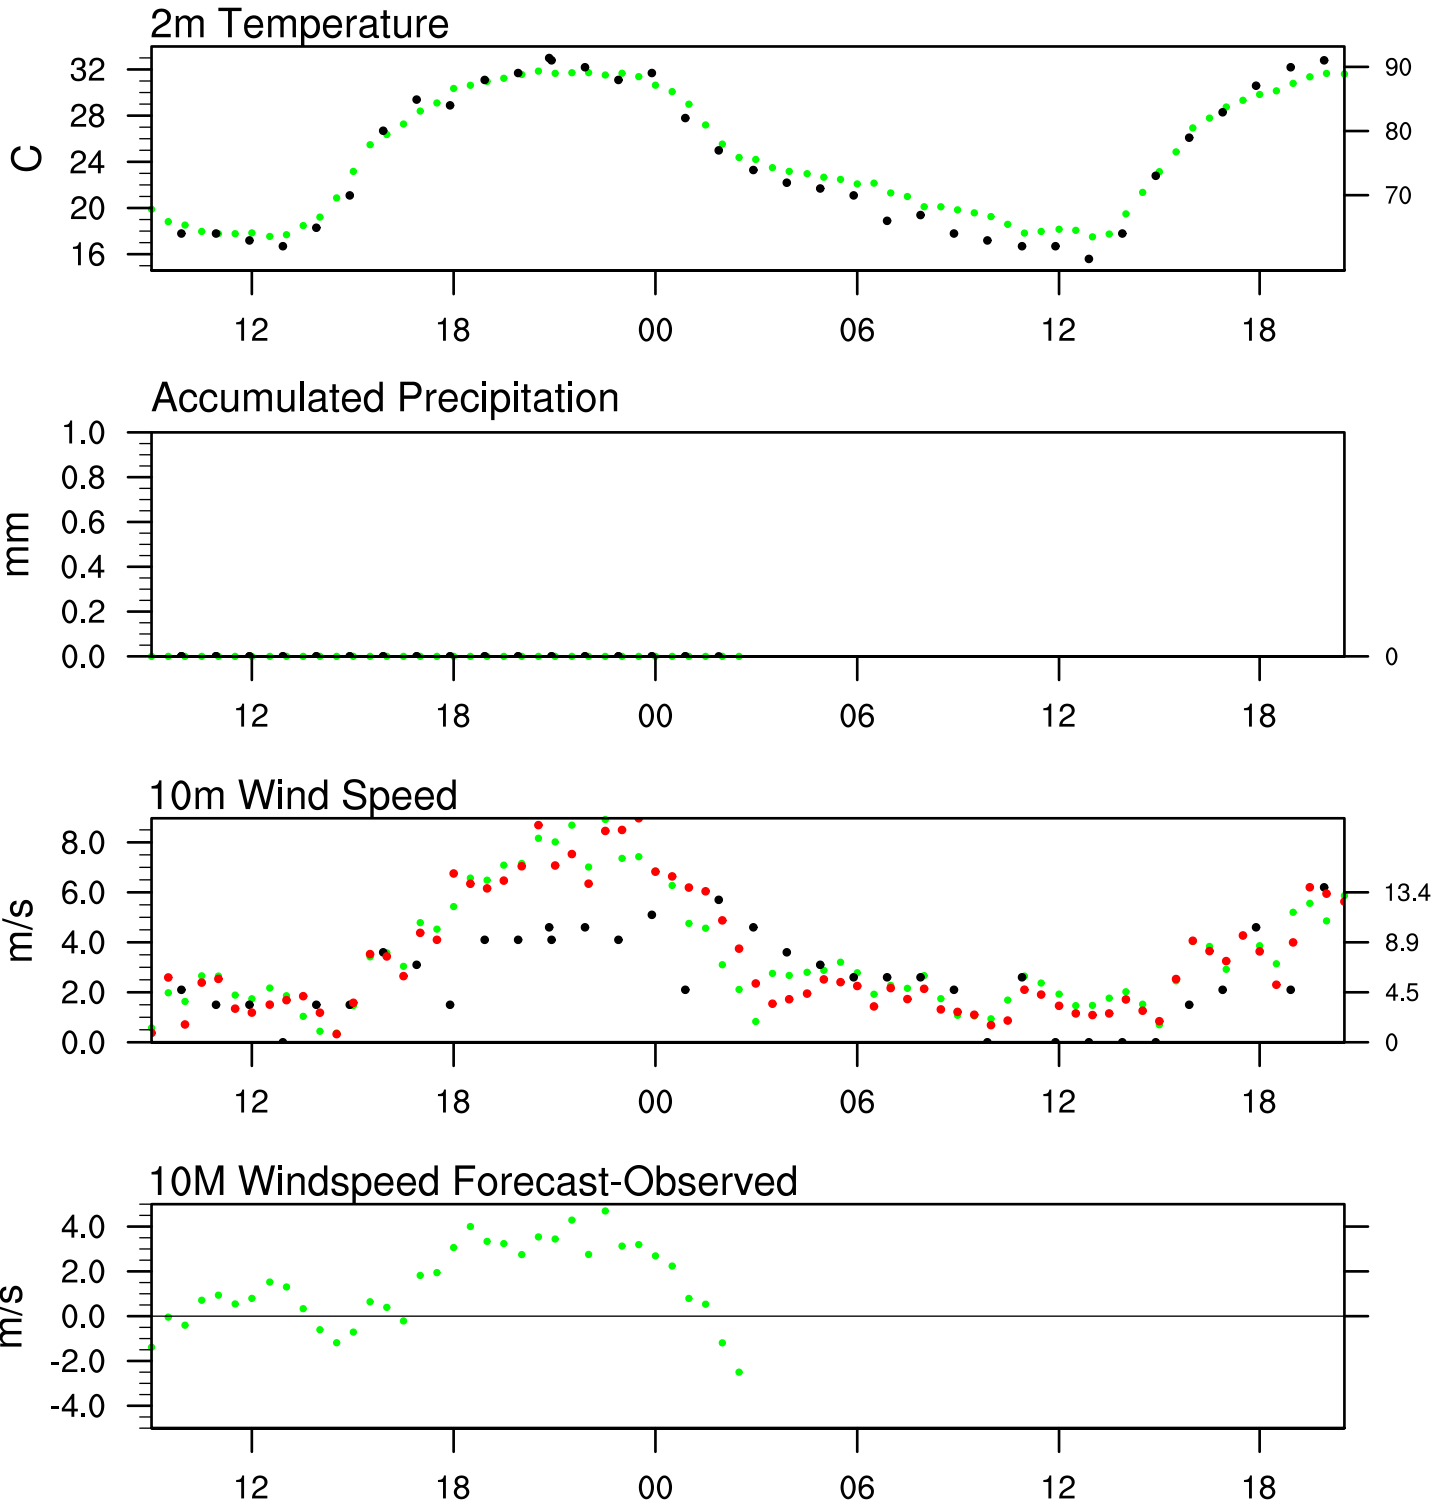 2m Temperature
C
32
28
24
20
16
90
80
70
12 18 00 06 12 18
Accumulated Precipitation
mm
1.0
0.8
0.6
0.4
0.2
0.0
0
12 18 00 06 12 18
10m Wind Speed
m/s
8.0
6.0
4.0
2.0
0.0
13.4
8.9
4.5
0
12 18 00 06 12 18
10M Windspeed Forecast-Observed
m/s
4.0
2.0
0.0
-2.0
-4.0
12 18 00 06 12 18